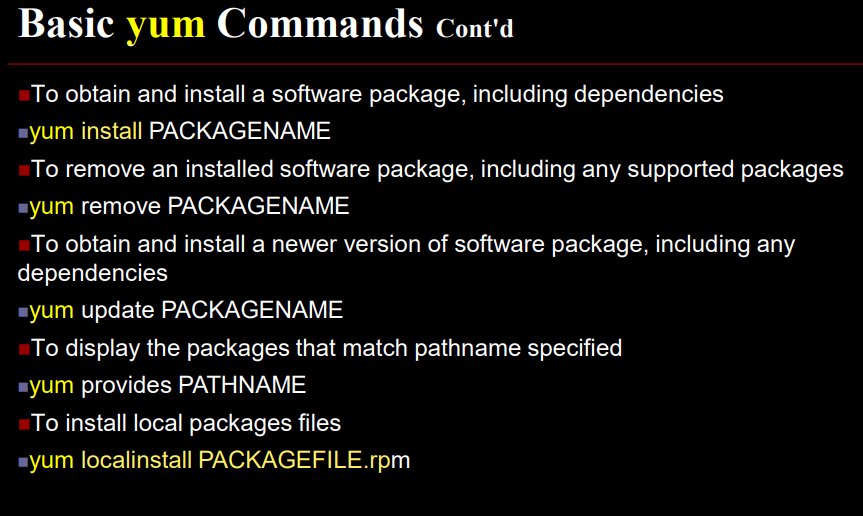 Basic yum Commands Cont'd
■To obtain and install a software package, including dependencies
■yum install PACKAGENAME
■To remove an installed software package, including any supported packages
■yum remove PACKAGENAME
■To obtain and install a newer version of software package, including any
dependencies
■yum update PACKAGENAME
■To display the packages that match pathname specified
■yum provides PATHNAME
■To install local packages files
■yum localinstall PACKAGEFILE.rpm